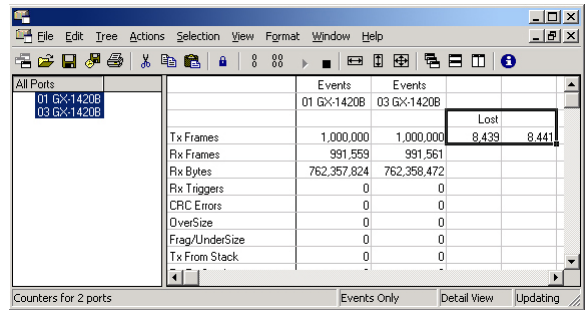 File Edit Tree Actions Selection View Format Window Help
All Ports
01 GX-1420B
03 GX-1420B
Events Events
01 GX-1420B 03 GX-1420B
Lost
Tx Frames 1,000,000 1,000,000 8,439 8,441
Rx Frames 991,559 991,561
Rx Bytes 762,357,824 762,358,472
Rx Triggers 0 0
CRC Errors 0 0
OverSize 0 0
Frag/UnderSize 0 0
Tx From Stack 0 0
Counters for 2 ports Events Only Detail View Updating